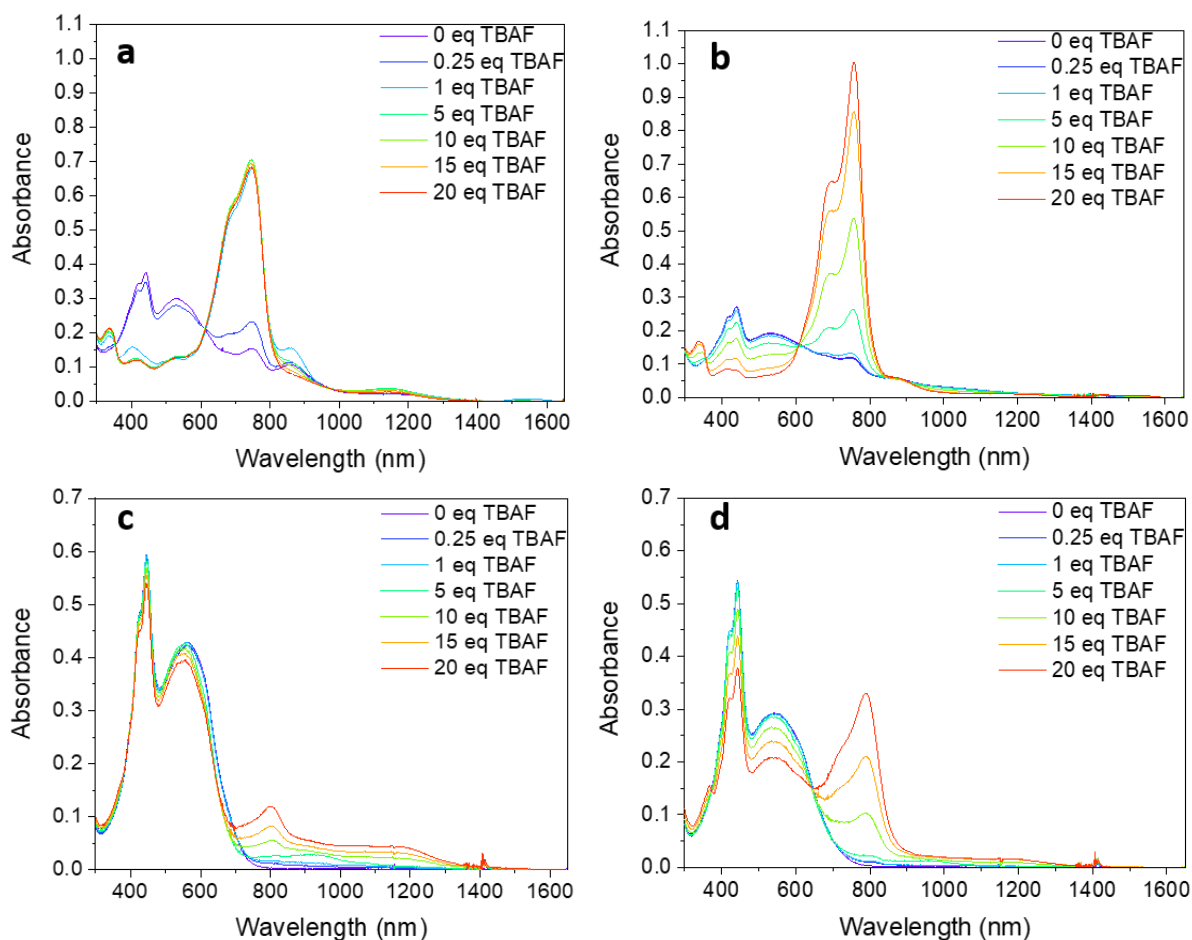 a
1.1
1.0
0.9
0.8
0.7
0.6
0.5
0.4
0.3
0.2
0.1
0.0
Absorbance
0 eq TBAF
0.25 eq TBAF
1 eq TBAF
5 eq TBAF
10 eq TBAF
15 eq TBAF
20 eq TBAF
400 600 800 1000 1200 1400 1600
Wavelength (nm)
b
1.1
1.0
0.9
0.8
0.7
0.6
0.5
0.4
0.3
0.2
0.1
0.0
Absorbance
0 eq TBAF
0.25 eq TBAF
1 eq TBAF
5 eq TBAF
10 eq TBAF
15 eq TBAF
20 eq TBAF
400 600 800 1000 1200 1400 1600
Wavelength (nm)
c
0.7
0.6
0.5
0.4
0.3
0.2
0.1
0.0
Absorbance
0 eq TBAF
0.25 eq TBAF
1 eq TBAF
5 eq TBAF
10 eq TBAF
15 eq TBAF
20 eq TBAF
400 600 800 1000 1200 1400 1600
Wavelength (nm)
d
0.7
0.6
0.5
0.4
0.3
0.2
0.1
0.0
Absorbance
0 eq TBAF
0.25 eq TBAF
1 eq TBAF
5 eq TBAF
10 eq TBAF
15 eq TBAF
20 eq TBAF
400 600 800 1000 1200 1400 1600
Wavelength (nm)